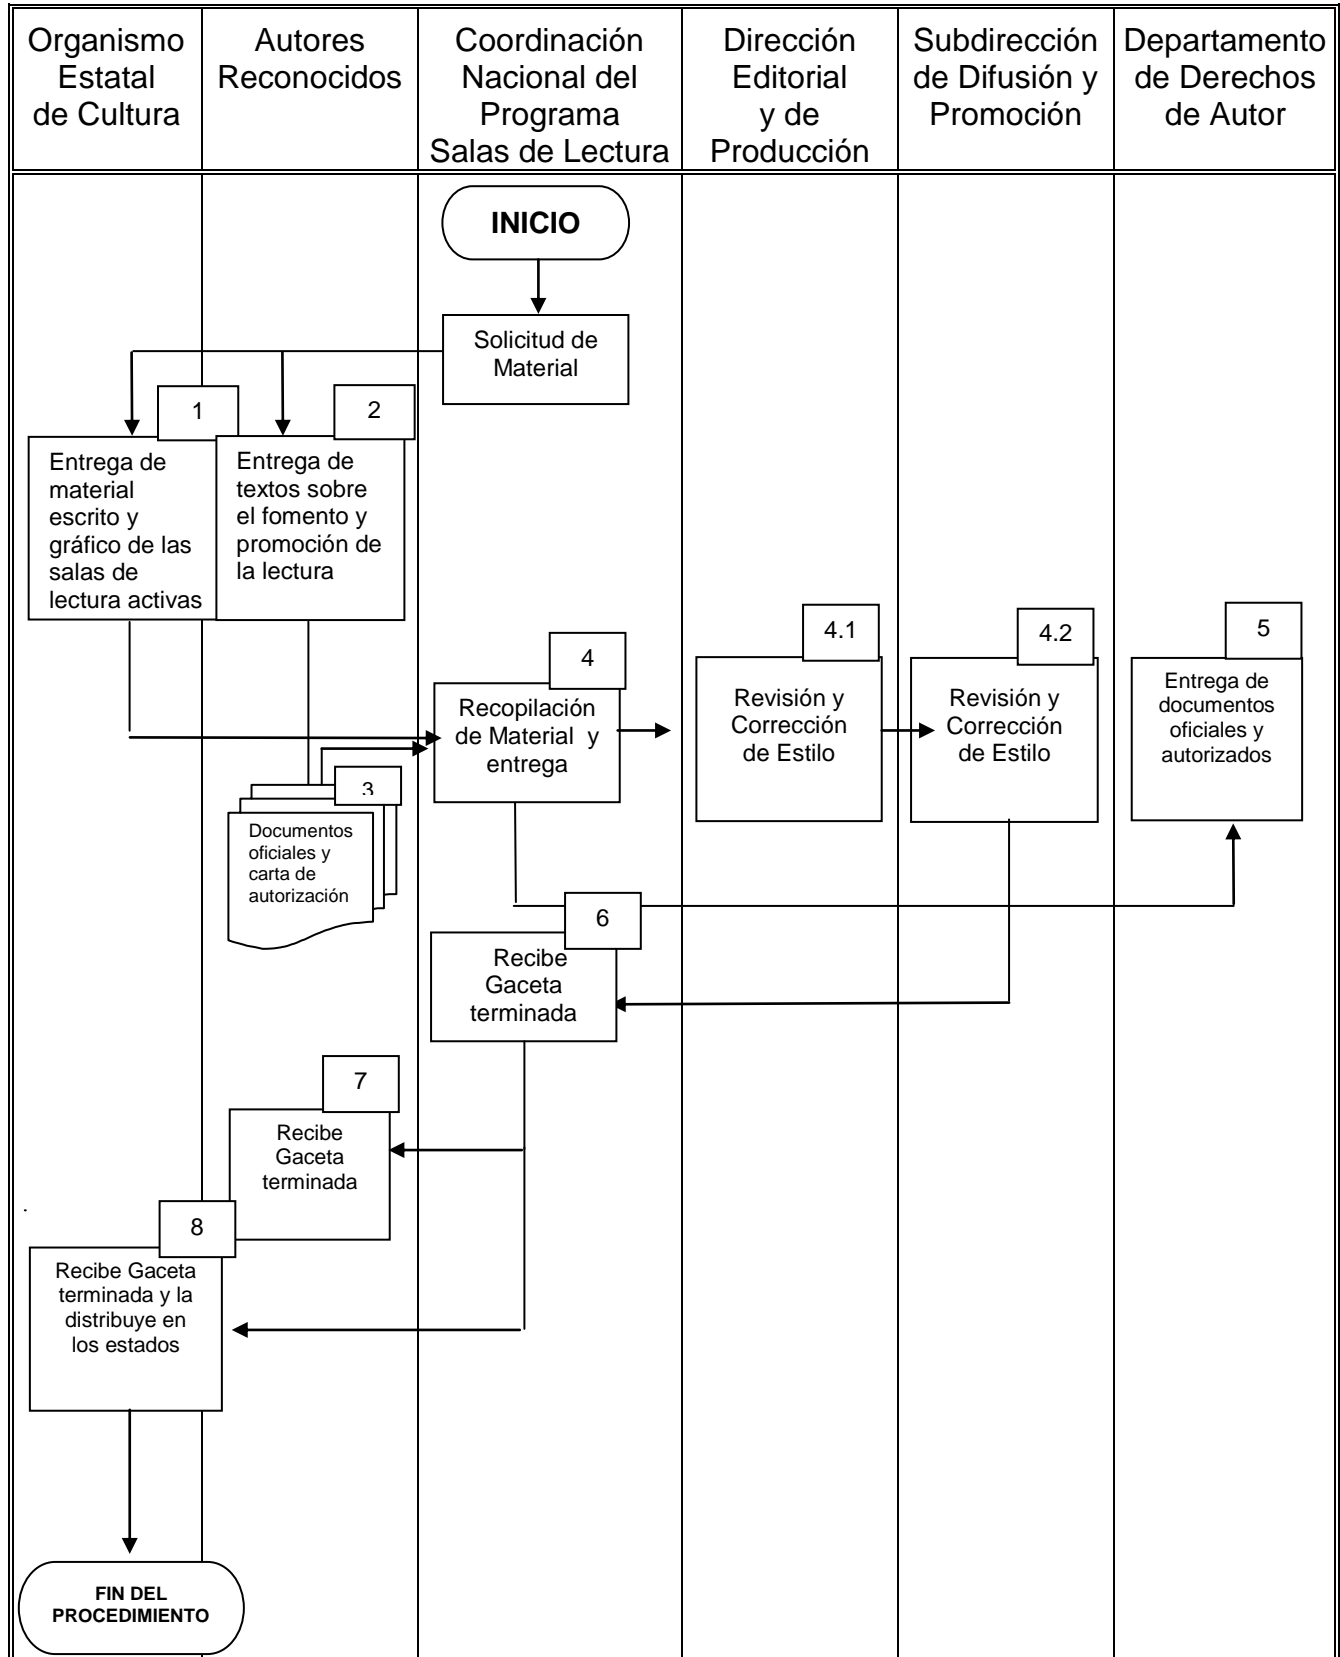 Organismo
Estatal
de Cultura
Autores
Reconocidos
Coordinación
Nacional del
Programa
Salas de Lectura
Dirección
Editorial
y de
Producción
Subdirección
de Difusión y
Promoción
Departamento
de Derechos
de Autor
INICIO
Solicitud de
Material
1
Entrega de
material
escrito y
gráfico de las
salas de
lectura activas
2
Entrega de
textos sobre
el fomento y
promoción de
la lectura
3
Documentos
oficiales y
carta de
autorización
4
Recopilación
de Material y
entrega
4.1
Revisión y
Corrección
de Estilo
4.2
Revisión y
Corrección
de Estilo
5
Entrega de
documentos
oficiales y
autorizados
6
Recibe
Gaceta
terminada
7
Recibe
Gaceta
terminada
8
Recibe Gaceta
terminada y la
distribuye en
los estados
FIN DEL
PROCEDIMIENTO